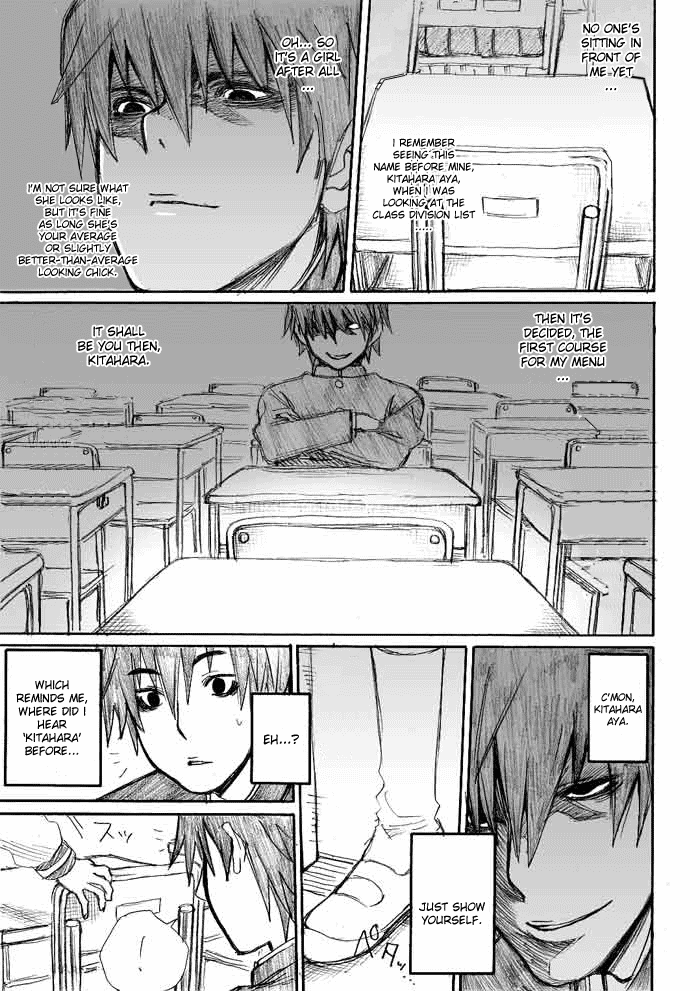 NO ONE'S
SITTING IN
FRONT OF
ME YET
...
I REMEMBER
SEEING THIS
NAME BEFORE MINE,
KITAHARA AYA,
WHEN I WAS
LOOKING AT THE
CLASS DIVISION LIST
.....
OH... SO
IT'S A GIRL
AFTER ALL
...
I'M NOT SURE WHAT
SHE LOOKS LIKE,
BUT IT'S FINE
AS LONG SHE'S
YOUR AVERAGE
OR SLIGHTLY
BETTER-THAN-AVERAGE
LOOKING CHICK.
THEN IT'S
DECIDED, THE
FIRST COURSE
FOR MY MENU
...
IT SHALL
BE YOU THEN,
KITAHARA.
C'MON,
KITAHARA
AYA.
JUST SHOW
YOURSELF.
EH...?
WHICH
REMINDS ME,
WHERE DID I
HEAR
'KITAHARA'
BEFORE...
スッ